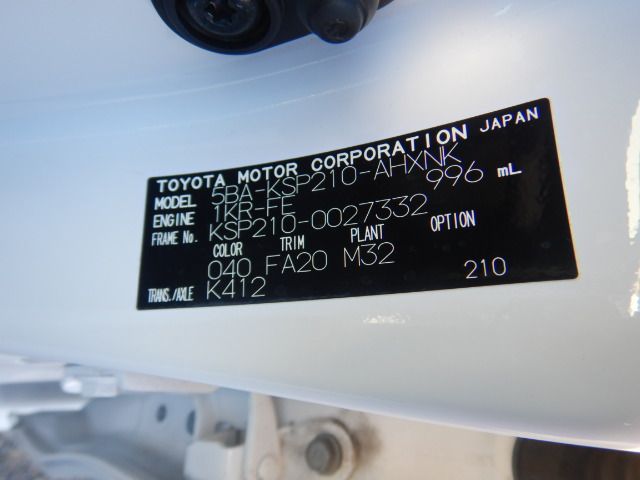 TOYOTA MOTOR CORPORATION JAPAN
MODEL 5BA-KSP210-AHXNK
ENGINE 1KR-FE 996 mL
FRAME No. KSP210-0027332
COLOR TRIM PLANT OPTION
040 FA20 M32
TRANS./AXLE K412 210